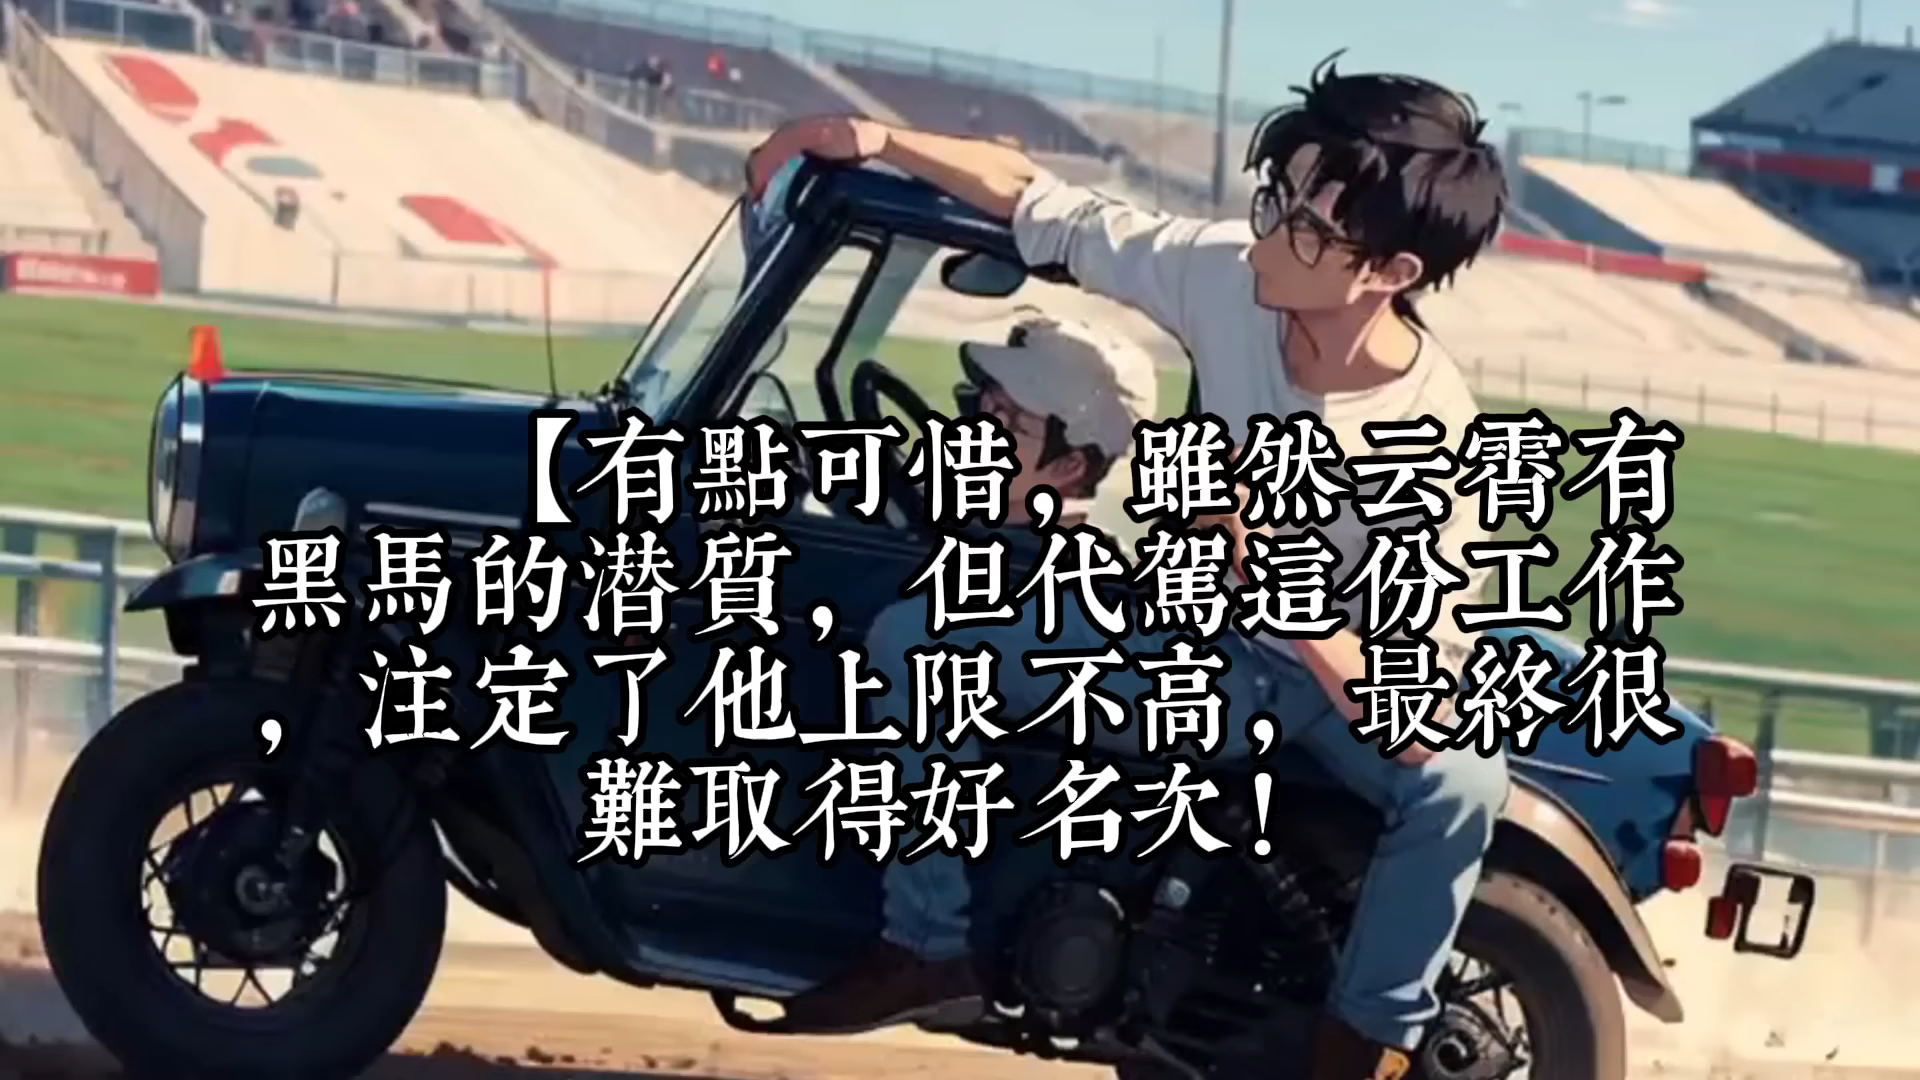 【有點可惜，雖然云霄有
黑馬的潜質，但代駕這份工作
，注定了他上限不高，最終很
難取得好名次！